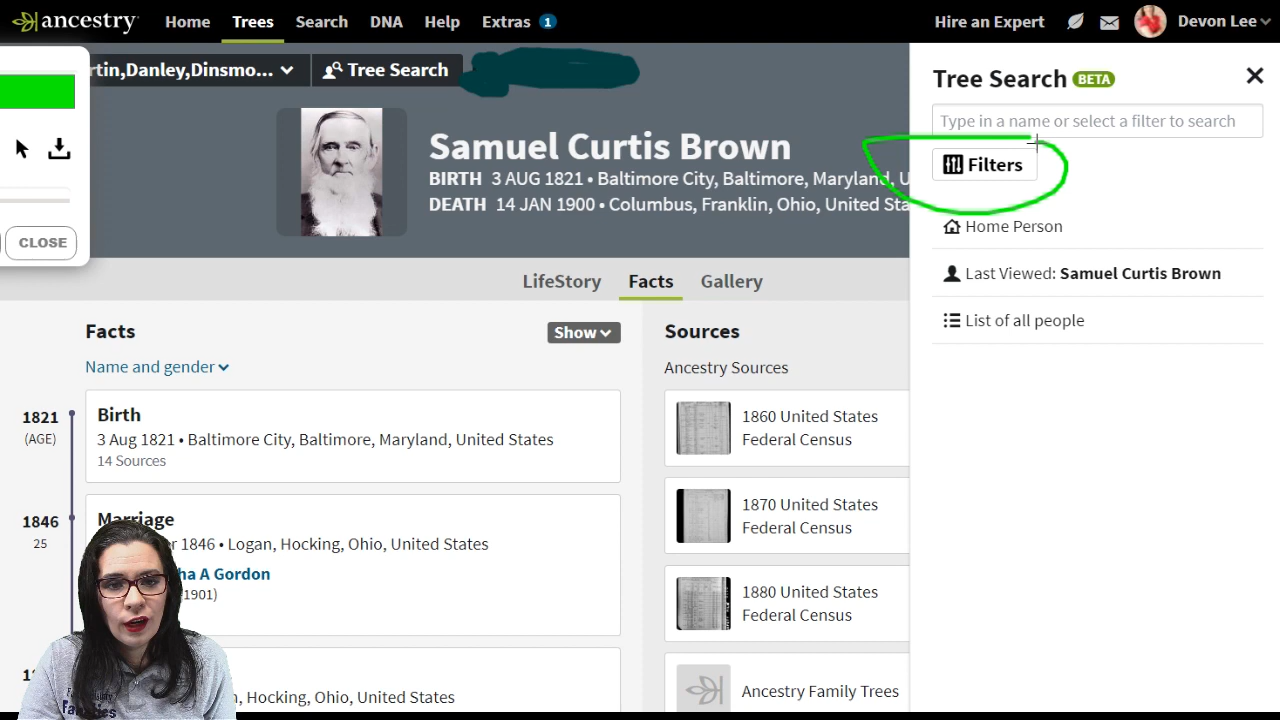 ancestry
Home
Trees
Search
DNA
Help
Extras 1
Hire an Expert
Devon Lee
rtin,Danley,Dinsmo...
Tree Search
Samuel Curtis Brown
BIRTH 3 AUG 1821 • Baltimore City, Baltimore, Maryland, U
DEATH 14 JAN 1900 • Columbus, Franklin, Ohio, United Sta
CLOSE
LifeStory
Facts
Gallery
Facts
Show
Name and gender
1821
(AGE)
Birth
3 Aug 1821 • Baltimore City, Baltimore, Maryland, United States
14 Sources
1846
25
Marriage
1846 • Logan, Hocking, Ohio, United States
ha A Gordon
1901)
Hocking, Ohio, United States
Sources
Ancestry Sources
1860 United States
Federal Census
1870 United States
Federal Census
1880 United States
Federal Census
Ancestry Family Trees
Tree Search BETA
Type in a name or select a filter to search
Filters
Home Person
Last Viewed: Samuel Curtis Brown
List of all people